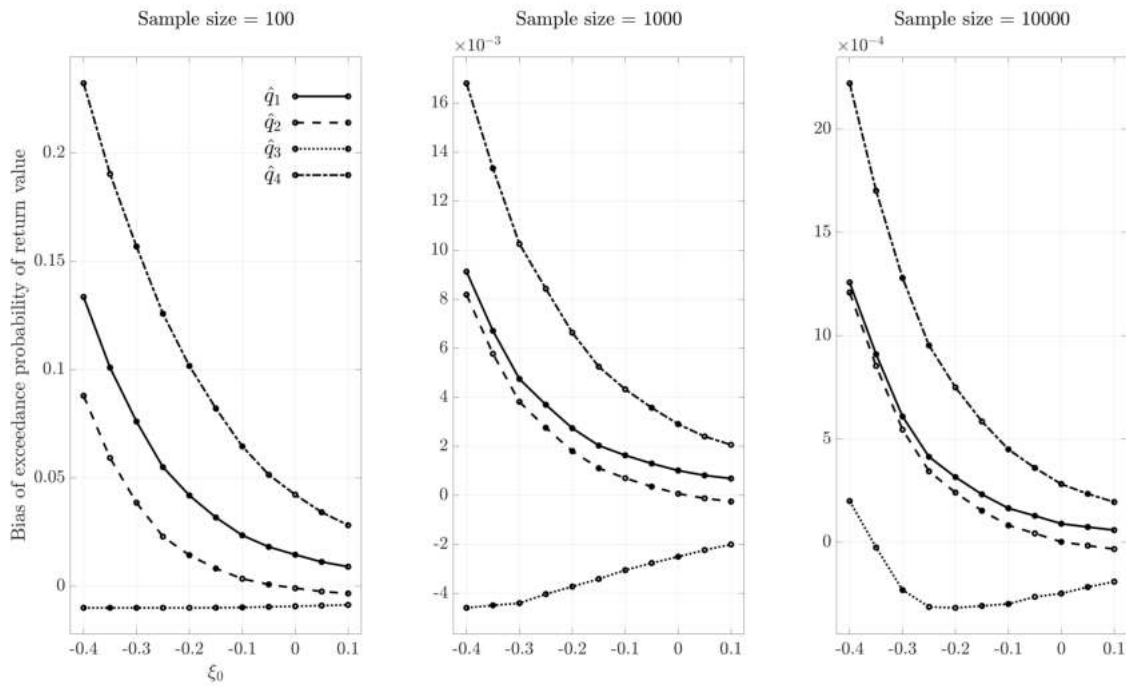 Sample size = 100
Sample size = 1000
Sample size = 10000
×10⁻³
×10⁻⁴
Bias of exceedance probability of return value
0.2
0.15
0.1
0.05
0
q̂₁
q̂₂
q̂₃
q̂₄
16
14
12
10
8
6
4
2
0
-2
-4
20
15
10
5
0
-0.4 -0.3 -0.2 -0.1 0 0.1
-0.4 -0.3 -0.2 -0.1 0 0.1
-0.4 -0.3 -0.2 -0.1 0 0.1
ξ₀